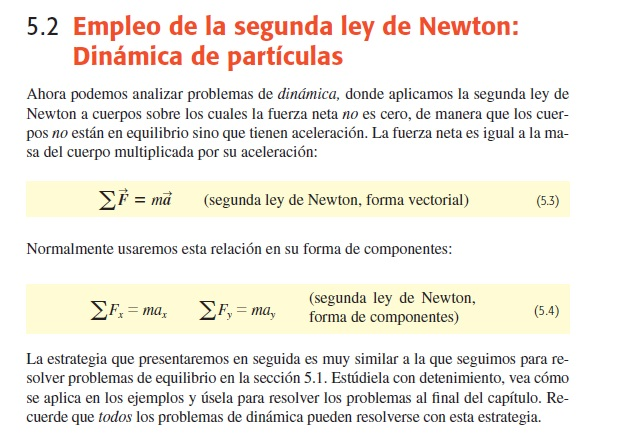 5.2 Empleo de la segunda ley de Newton:
Dinámica de partículas
Ahora podemos analizar problemas de dinámica, donde aplicamos la segunda ley de
Newton a cuerpos sobre los cuales la fuerza neta no es cero, de manera que los cuer-
pos no están en equilibrio sino que tienen aceleración. La fuerza neta es igual a la ma-
sa del cuerpo multiplicada por su aceleración:
∑F⃗ = ma⃗ (segunda ley de Newton, forma vectorial) (5.3)
Normalmente usaremos esta relación en su forma de componentes:
∑Fₓ = maₓ ∑Fᵧ = maᵧ (segunda ley de Newton,
forma de componentes) (5.4)
La estrategia que presentaremos en seguida es muy similar a la que seguimos para re-
solver problemas de equilibrio en la sección 5.1. Estúdiela con detenimiento, vea cómo
se aplica en los ejemplos y úsela para resolver los problemas al final del capítulo. Re-
cuerde que todos los problemas de dinámica pueden resolverse con esta estrategia.